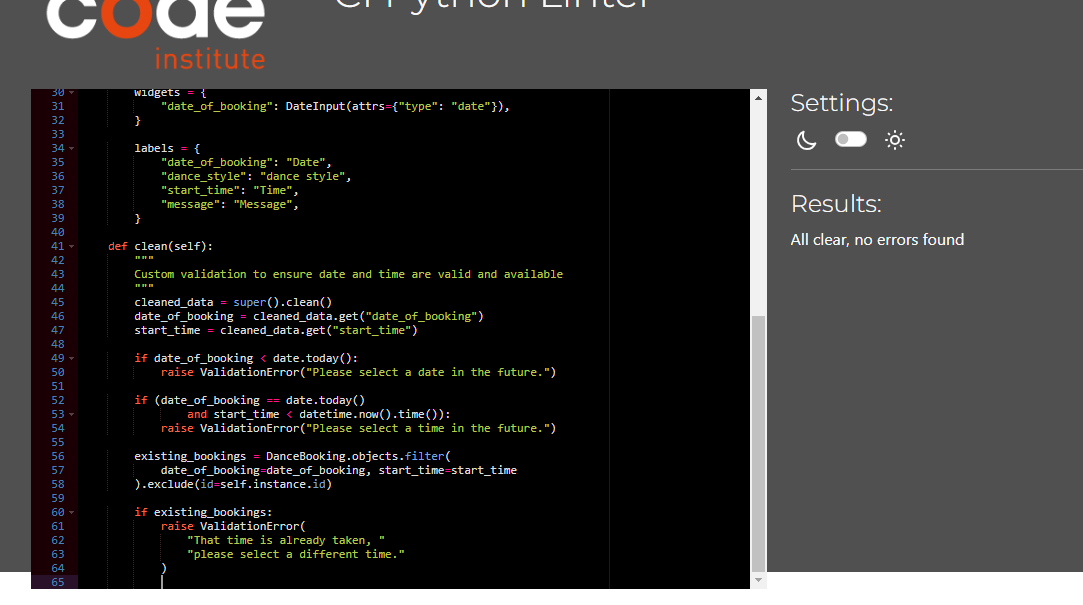 code
institute
CI Python Linter
30 widgets = {
31 "date_of_booking": DateInput(attrs={"type": "date"}),
32 }
33
34 labels = {
35 "date_of_booking": "Date",
36 "dance_style": "dance style",
37 "start_time": "Time",
38 "message": "Message",
39 }
40
41 def clean(self):
42 """
43 Custom validation to ensure date and time are valid and available
44 """
45 cleaned_data = super().clean()
46 date_of_booking = cleaned_data.get("date_of_booking")
47 start_time = cleaned_data.get("start_time")
48
49 if date_of_booking < date.today():
50 raise ValidationError("Please select a date in the future.")
51
52 if (date_of_booking == date.today()
53 and start_time < datetime.now().time()):
54 raise ValidationError("Please select a time in the future.")
55
56 existing_bookings = DanceBooking.objects.filter(
57 date_of_booking=date_of_booking, start_time=start_time
58 ).exclude(id=self.instance.id)
59
60 if existing_bookings:
61 raise ValidationError(
62 "That time is already taken, "
63 "please select a different time."
64 )
65
Settings:
Results:
All clear, no errors found